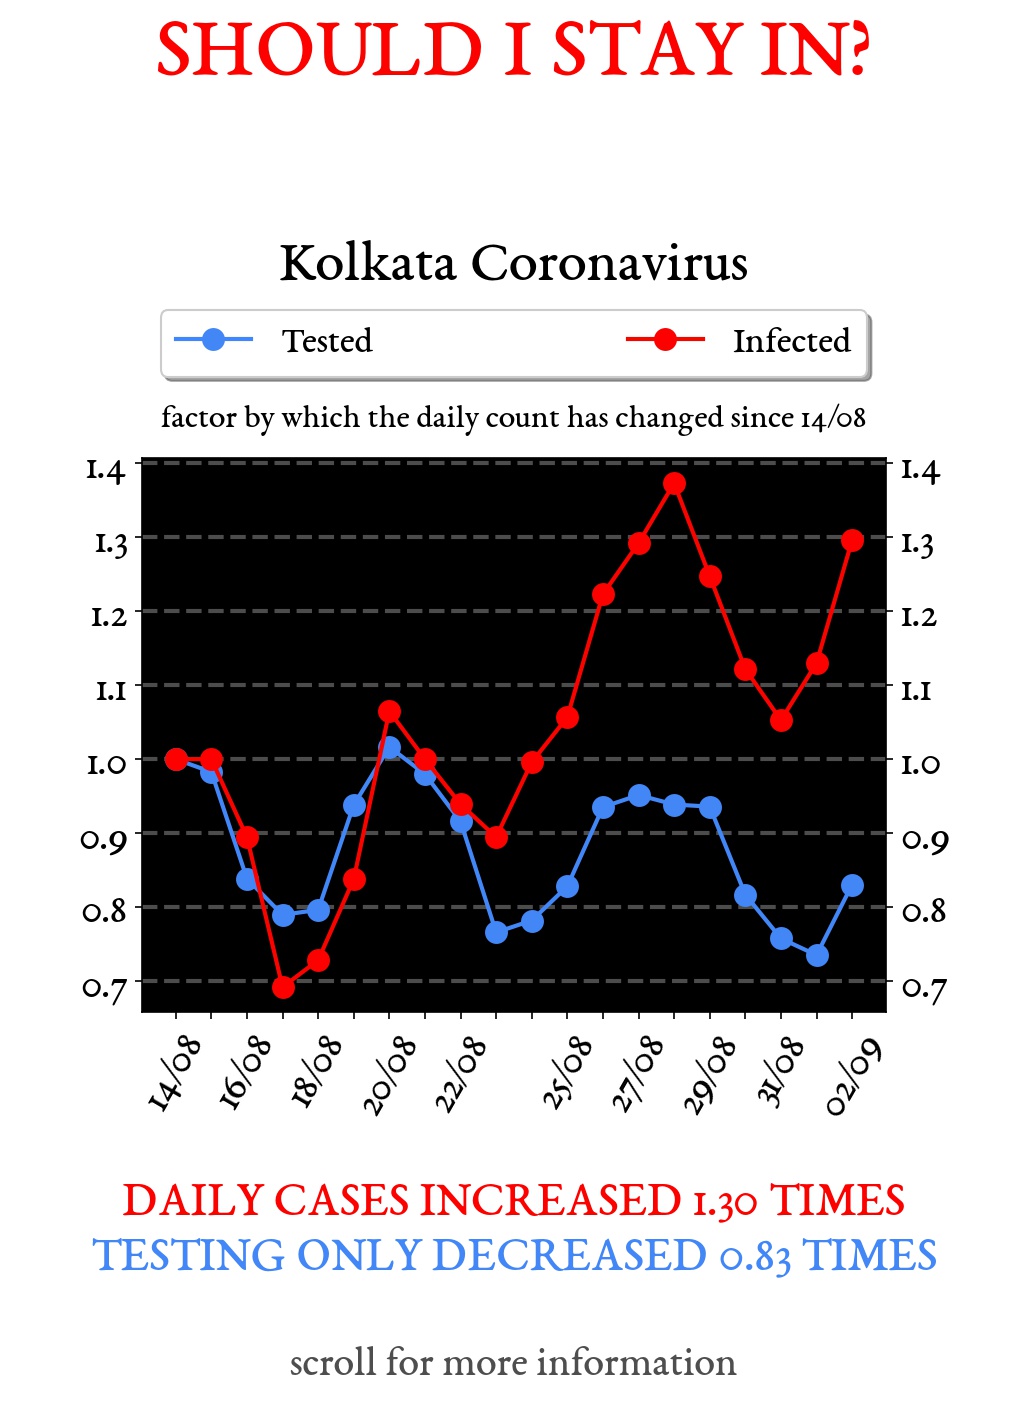 SHOULD I STAY IN?
Kolkata Coronavirus
Tested Infected
factor by which the daily count has changed since 14/08
1.4 1.4
1.3 1.3
1.2 1.2
1.1 1.1
1.0 1.0
0.9 0.9
0.8 0.8
0.7 0.7
14/08 16/08 18/08 20/08 22/08 25/08 27/08 29/08 31/08 02/09
DAILY CASES INCREASED 1.30 TIMES
TESTING ONLY DECREASED 0.83 TIMES
scroll for more information